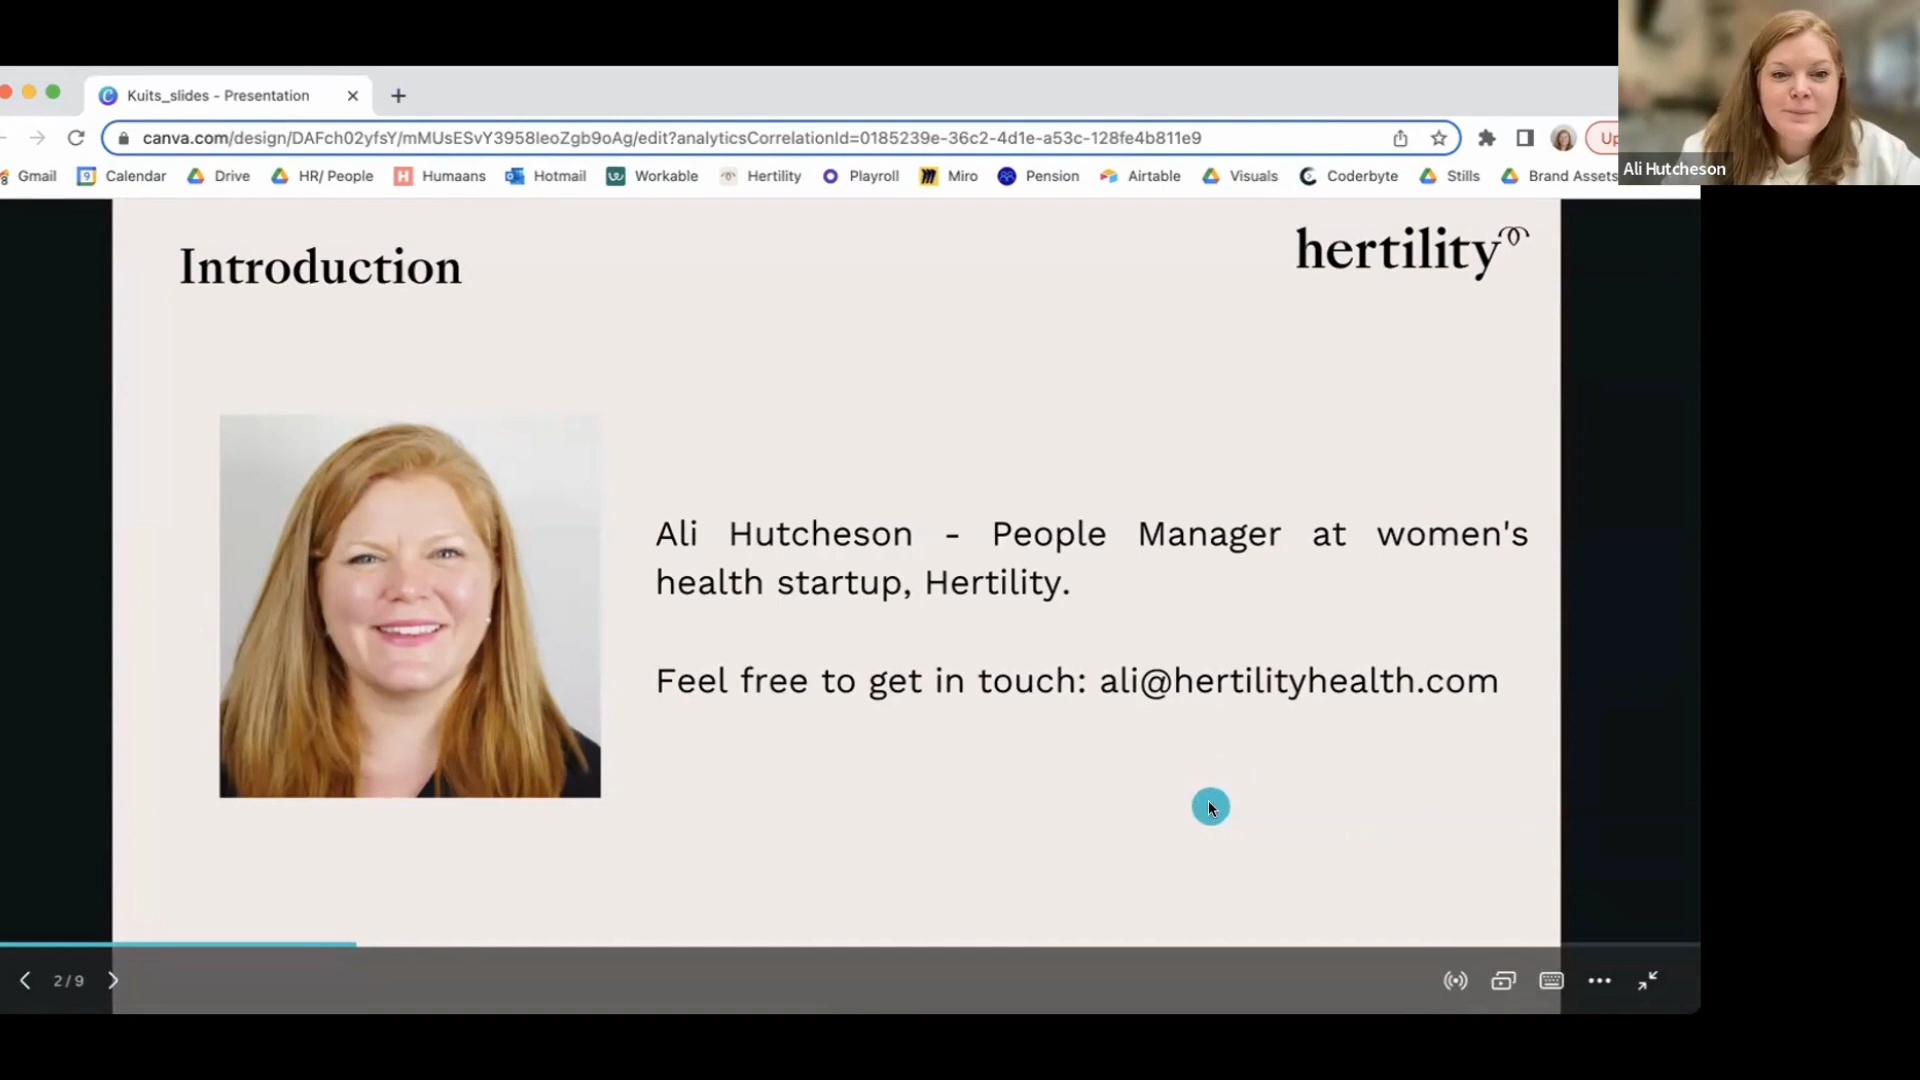 Kuits_slides - Presentation
canva.com/design/DAFch02yfsY/mMUsESvY3958leoZgb9oAg/edit?analyticsCorrelationId=0185239e-36c2-4d1e-a53c-128fe4b811e9
Up
Gmail Calendar Drive HR/ People Humaans Hotmail Workable Hertility Playroll Miro Pension Airtable Visuals Coderbyte Stills Brand Assets
Ali Hutcheson
Introduction
hertility
Ali Hutcheson - People Manager at women's
health startup, Hertility.
Feel free to get in touch: ali@hertilityhealth.com
2/9